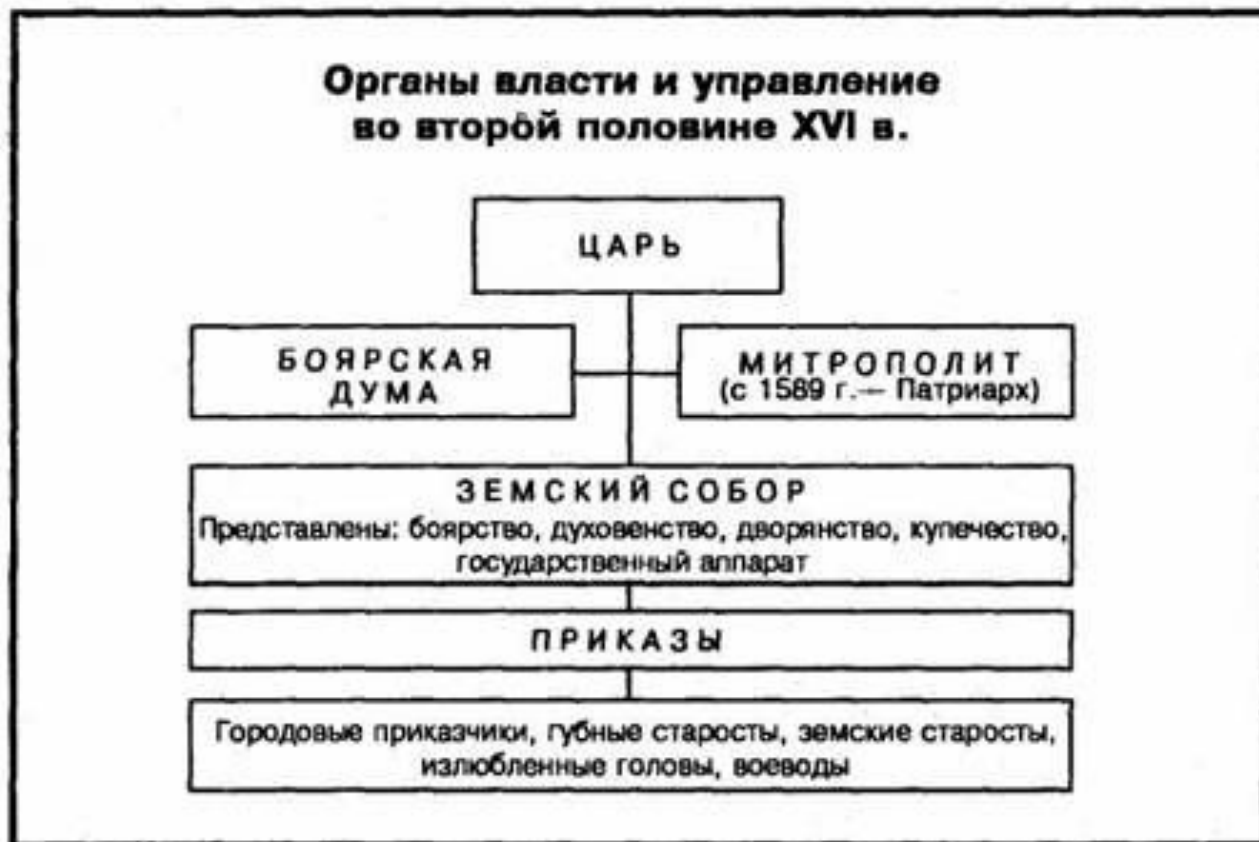 Органы власти и управление
во второй половине XVI в.
ЦАРЬ
БОЯРСКАЯ
ДУМА
МИТРОПОЛИТ
(с 1589 г.— Патриарх)
ЗЕМСКИЙ СОБОР
Представлены: боярство, духовенство, дворянство, купечество,
государственный аппарат
ПРИКАЗЫ
Городовые приказчики, губные старосты, земские старосты,
излюбленные головы, воеводы